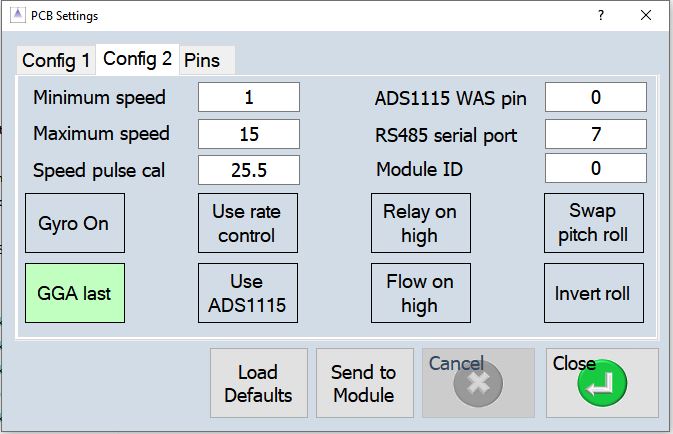 PCB Settings
Config 1 Config 2 Pins
Minimum speed 1 ADS1115 WAS pin 0
Maximum speed 15 RS485 serial port 7
Speed pulse cal 25.5 Module ID 0
Gyro On
Use rate
control
Relay on
high
Swap
pitch roll
GGA last
Use
ADS1115
Flow on
high
Invert roll
Load
Defaults
Send to
Module
Cancel
Close